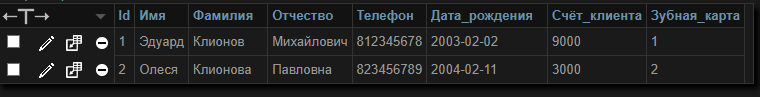 Id Имя Фамилия Отчество Телефон Дата_рождения Счёт_клиента Зубная_карта
1 Эдуард Клионов Михайлович 812345678 2003-02-02 9000 1
2 Олеся Клионова Павловна 823456789 2004-02-11 3000 2